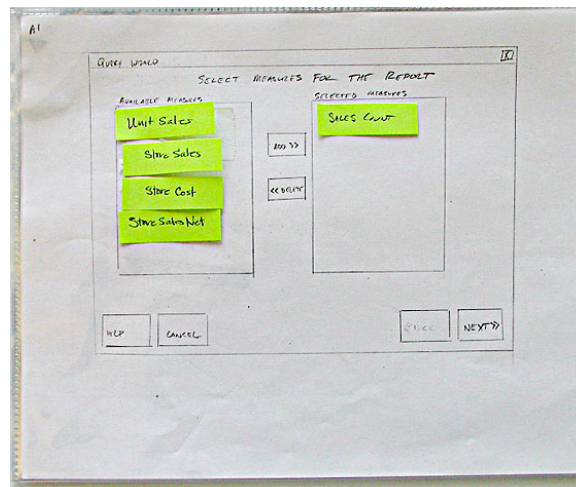 A1
QUERY WIZARD
X
SELECT MEASURES FOR THE REPORT
AVAILABLE MEASURES
SELECTED MEASURES
Unit Sales
SALES COUNT
Store Sales
ADD >>
Store Cost
<< DELETE
Store Sales Net
HELP
CANCEL
<< BACK
NEXT >>